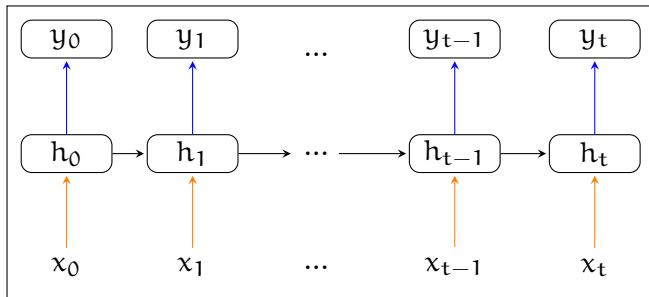 y₀ y₁ ... yₜ₋₁ yₜ
h₀ h₁ ... hₜ₋₁ hₜ
x₀ x₁ ... xₜ₋₁ xₜ